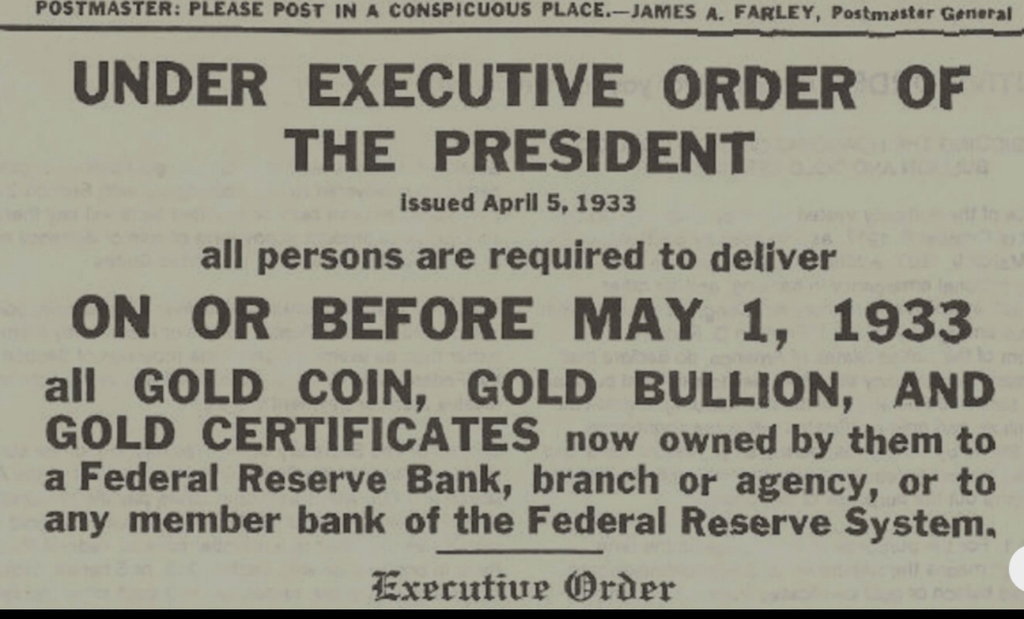 POSTMASTER: PLEASE POST IN A CONSPICUOUS PLACE.—JAMES A. FARLEY, Postmaster General
UNDER EXECUTIVE ORDER OF
THE PRESIDENT
issued April 5, 1933
all persons are required to deliver
ON OR BEFORE MAY 1, 1933
all GOLD COIN, GOLD BULLION, AND
GOLD CERTIFICATES now owned by them to
a Federal Reserve Bank, branch or agency, or to
any member bank of the Federal Reserve System.
Executive Order